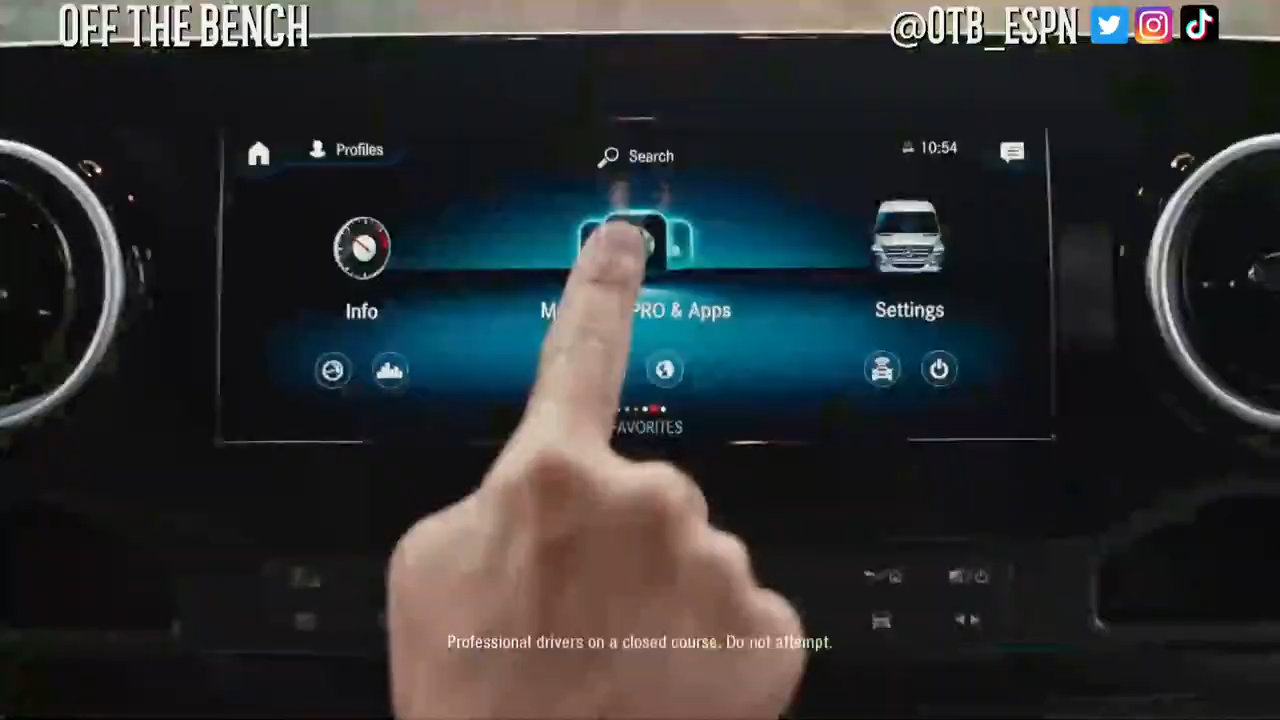 OFF THE BENCH
@OTB_ESPN
Profiles
Search
10:54
Info
PRO & Apps
Settings
Professional drivers on a closed course. Do not attempt.